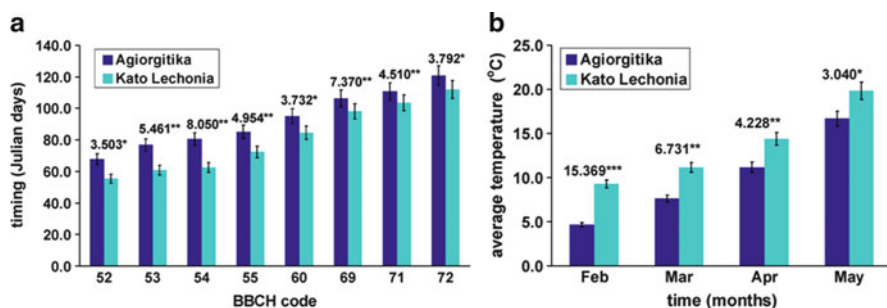 a
140.0
120.0
100.0
80.0
60.0
40.0
20.0
0.0
timing (Julian days)
Agiorgitika
Kato Lechonia
3.503*
5.461**
8.050**
4.954**
3.732*
7.370**
4.510**
3.792*
52 53 54 55 60 69 71 72
BBCH code
b
25.0
20.0
15.0
10.0
5.0
0.0
average temperature (°C)
Agiorgitika
Kato Lechonia
15.369***
6.731**
4.228**
3.040*
Feb Mar Apr May
time (months)